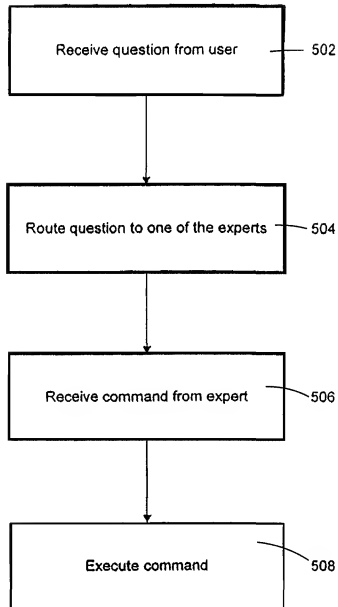 Receive question from user
502
Route question to one of the experts
504
Receive command from expert
506
Execute command
508